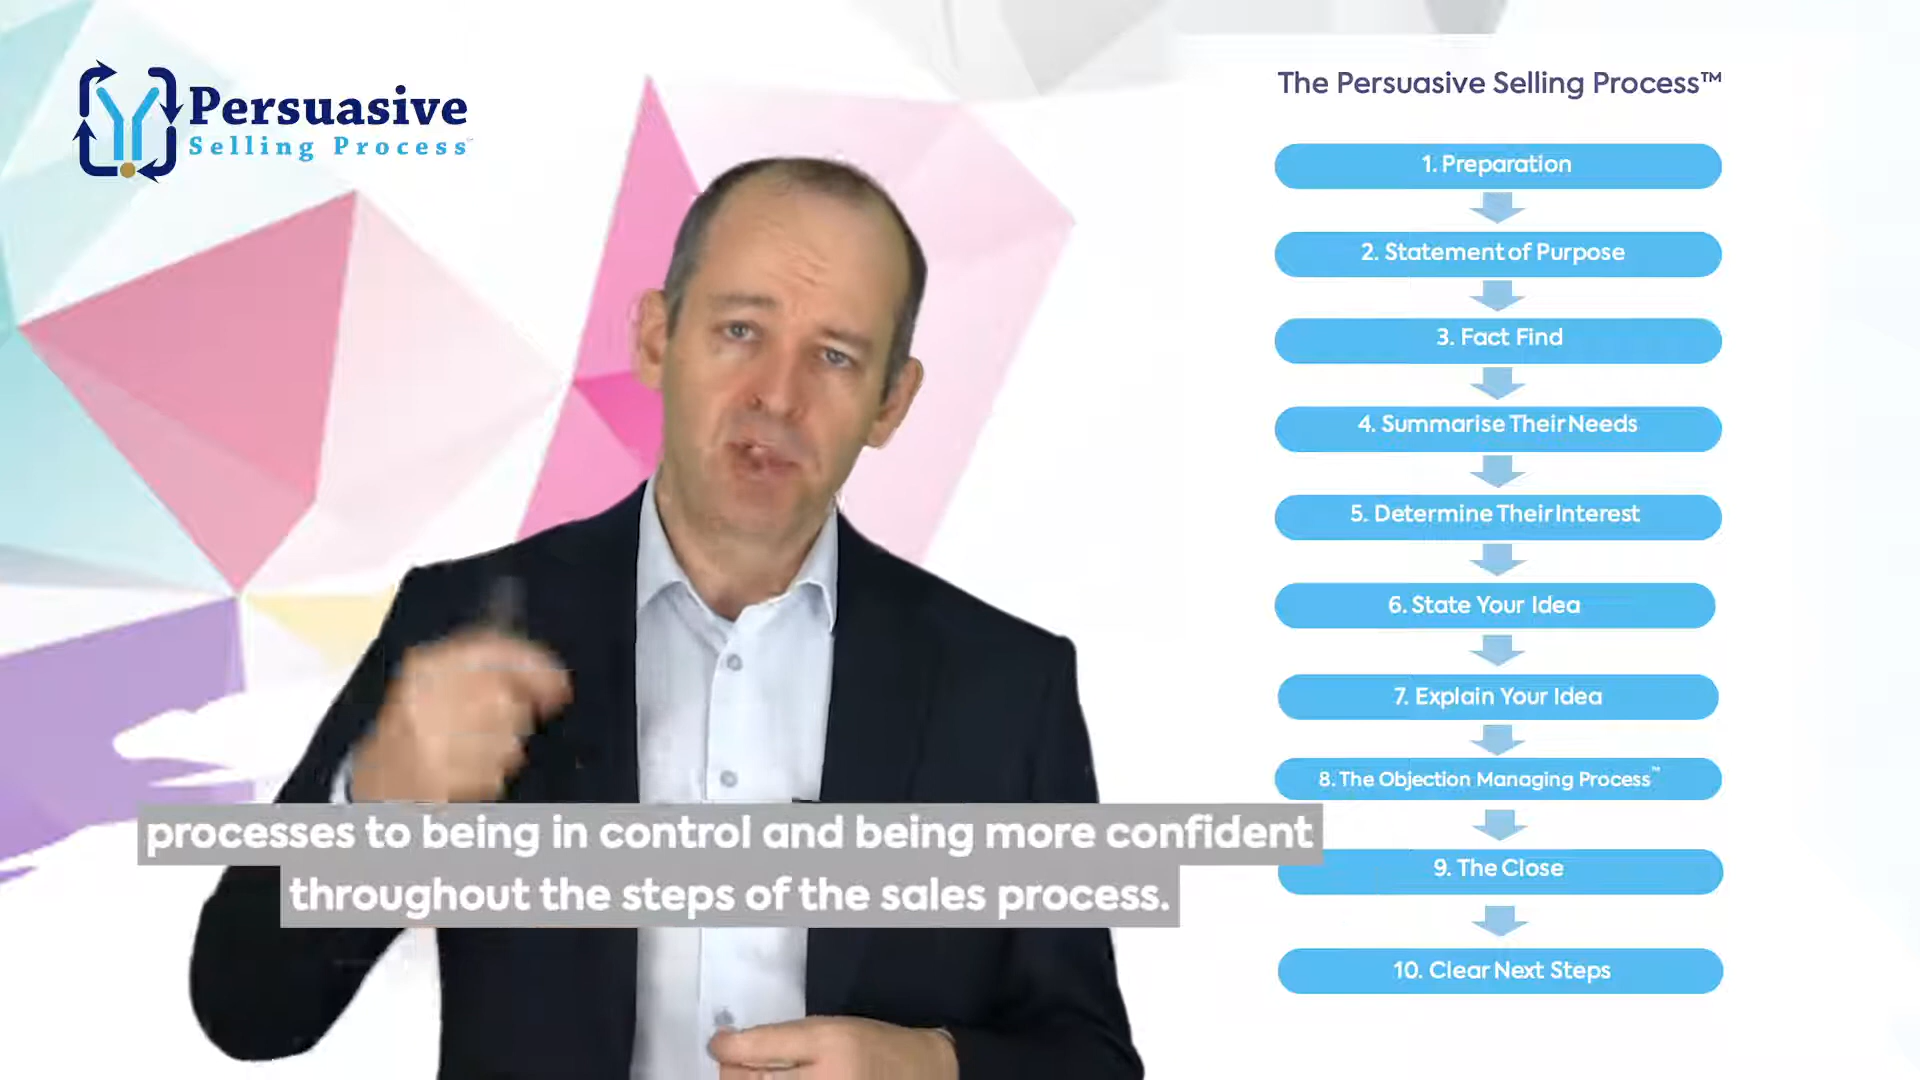 Persuasive
Selling Process
The Persuasive Selling Process™
1. Preparation
2. Statement of Purpose
3. Fact Find
4. Summarise Their Needs
5. Determine Their Interest
6. State Your Idea
7. Explain Your Idea
8. The Objection Managing Process™
9. The Close
10. Clear Next Steps
processes to being in control and being more confident
throughout the steps of the sales process.